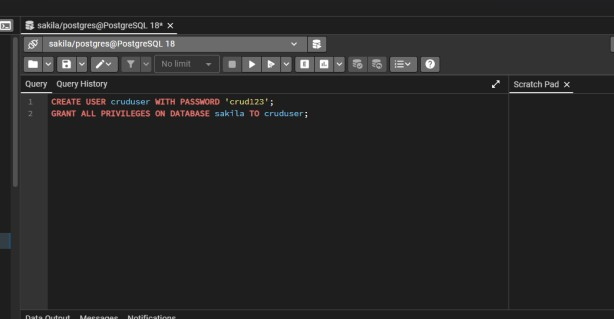 sakila/postgres@PostgreSQL 18*
sakila/postgres@PostgreSQL 18
No limit
Query Query History
Scratch Pad
1 CREATE USER cruduser WITH PASSWORD 'crud123';
2 GRANT ALL PRIVILEGES ON DATABASE sakila TO cruduser;
Data Output Messages Notifications